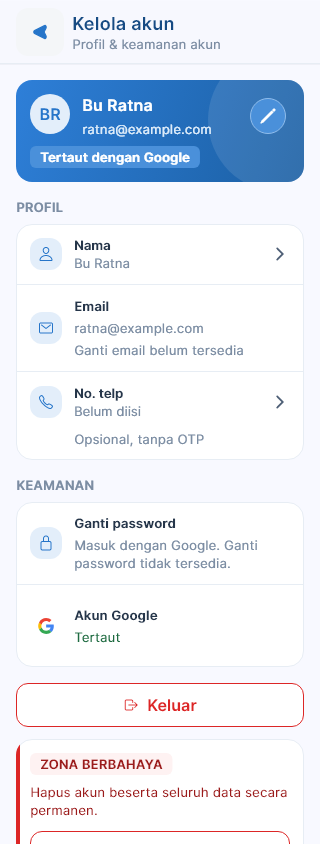 Kelola akun
Profil & keamanan akun
BR
Bu Ratna
ratna@example.com
Tertaut dengan Google
PROFIL
Nama
Bu Ratna
Email
ratna@example.com
Ganti email belum tersedia
No. telp
Belum diisi
Opsional, tanpa OTP
KEAMANAN
Ganti password
Masuk dengan Google. Ganti
password tidak tersedia.
Akun Google
Tertaut
Keluar
ZONA BERBAHAYA
Hapus akun beserta seluruh data secara
permanen.